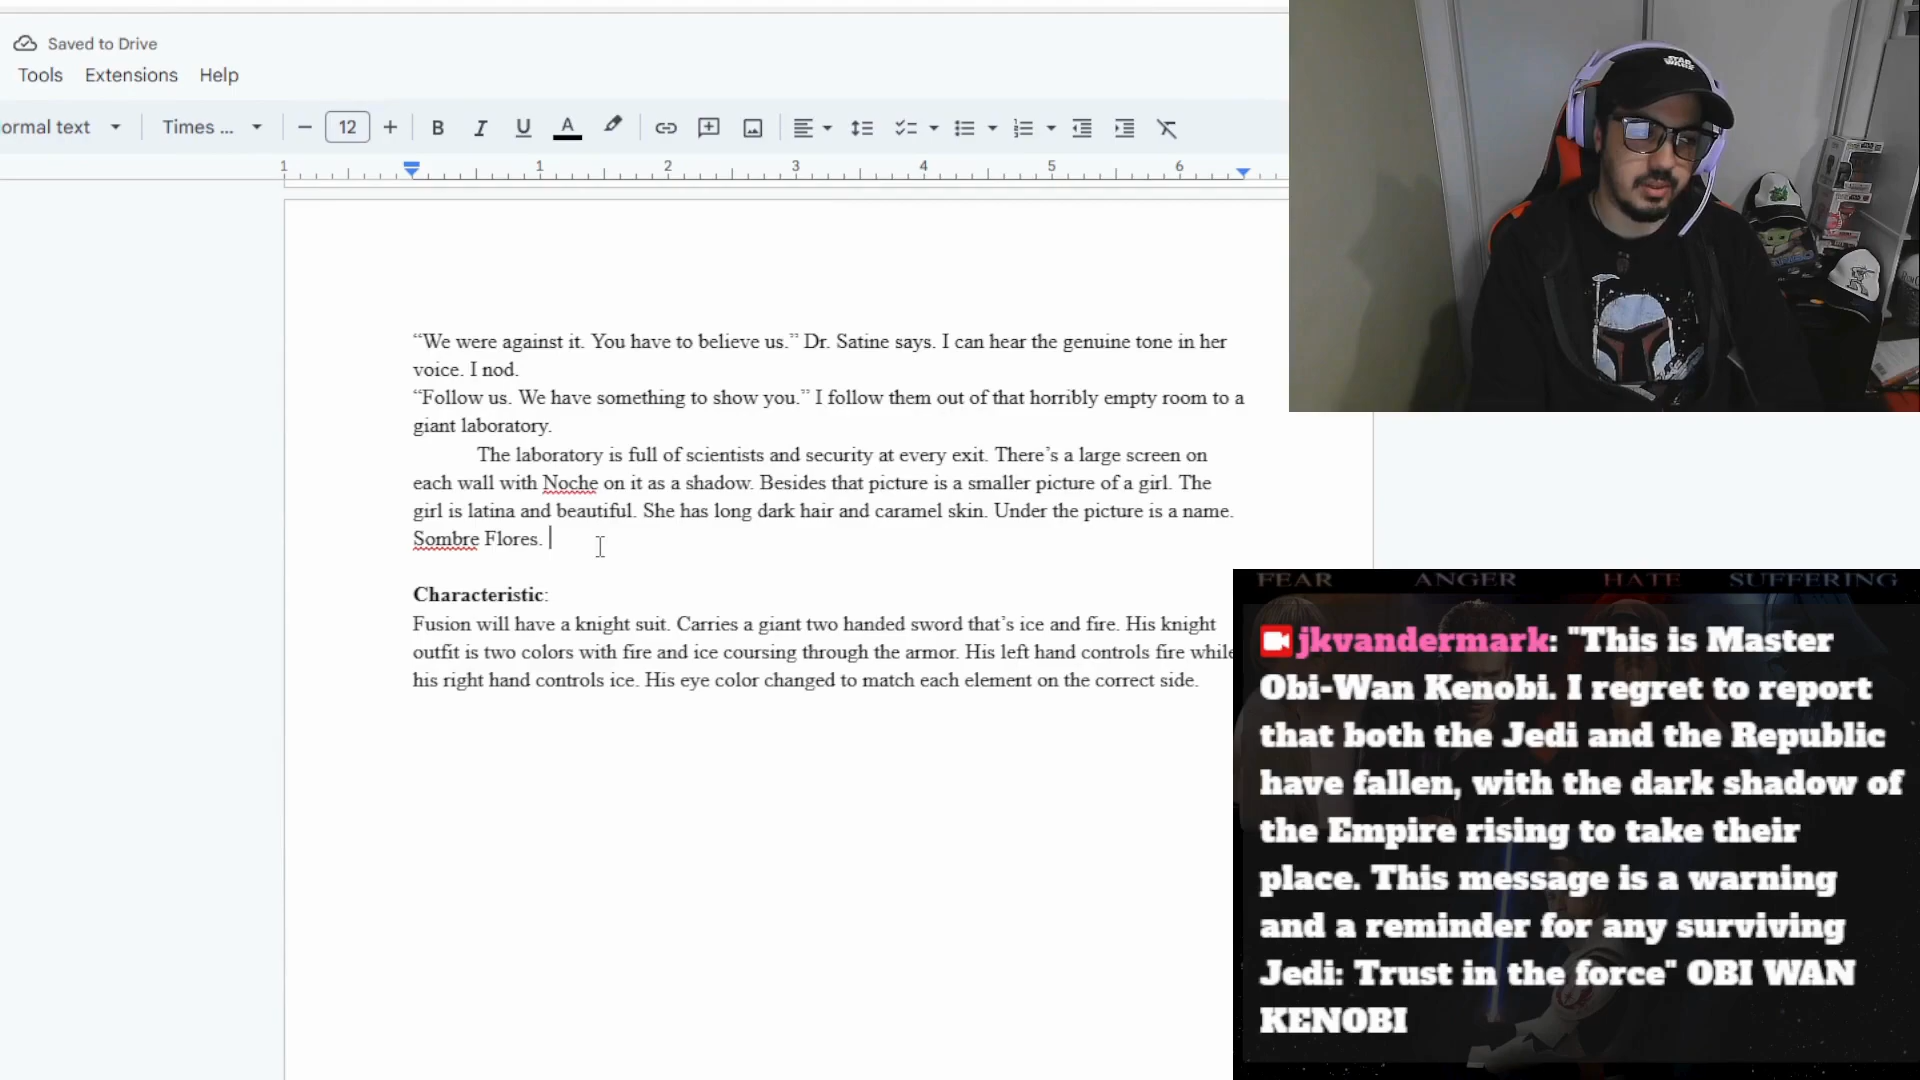 Saved to Drive
Tools Extensions Help
ormal text Times ... 12
1 1 2 3 4 5 6
“We were against it. You have to believe us.” Dr. Satine says. I can hear the genuine tone in her
voice. I nod.
“Follow us. We have something to show you.” I follow them out of that horribly empty room to a
giant laboratory.
The laboratory is full of scientists and security at every exit. There’s a large screen on
each wall with Noche on it as a shadow. Besides that picture is a smaller picture of a girl. The
girl is latina and beautiful. She has long dark hair and caramel skin. Under the picture is a name.
Sombre Flores.
Characteristic:
Fusion will have a knight suit. Carries a giant two handed sword that’s ice and fire. His knight
outfit is two colors with fire and ice coursing through the armor. His left hand controls fire while
his right hand controls ice. His eye color changed to match each element on the correct side.
STAR WARS
FEAR ANGER HATE SUFFERING
jkvandermark: "This is Master
Obi-Wan Kenobi. I regret to report
that both the Jedi and the Republic
have fallen, with the dark shadow of
the Empire rising to take their
place. This message is a warning
and a reminder for any surviving
Jedi: Trust in the force" OBI WAN
KENOBI